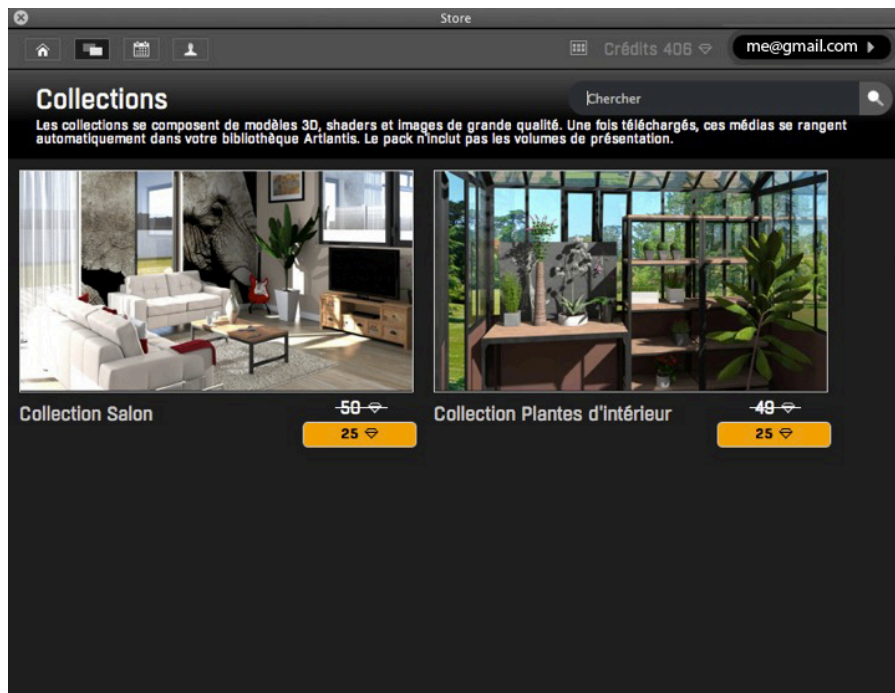 Store
Crédits 406
me@gmail.com
Collections
Chercher
Les collections se composent de modèles 3D, shaders et images de grande qualité. Une fois téléchargés, ces médias se rangent
automatiquement dans votre bibliothèque Artlantis. Le pack n'inclut pas les volumes de présentation.
Collection Salon
50
25
Collection Plantes d'intérieur
49
25